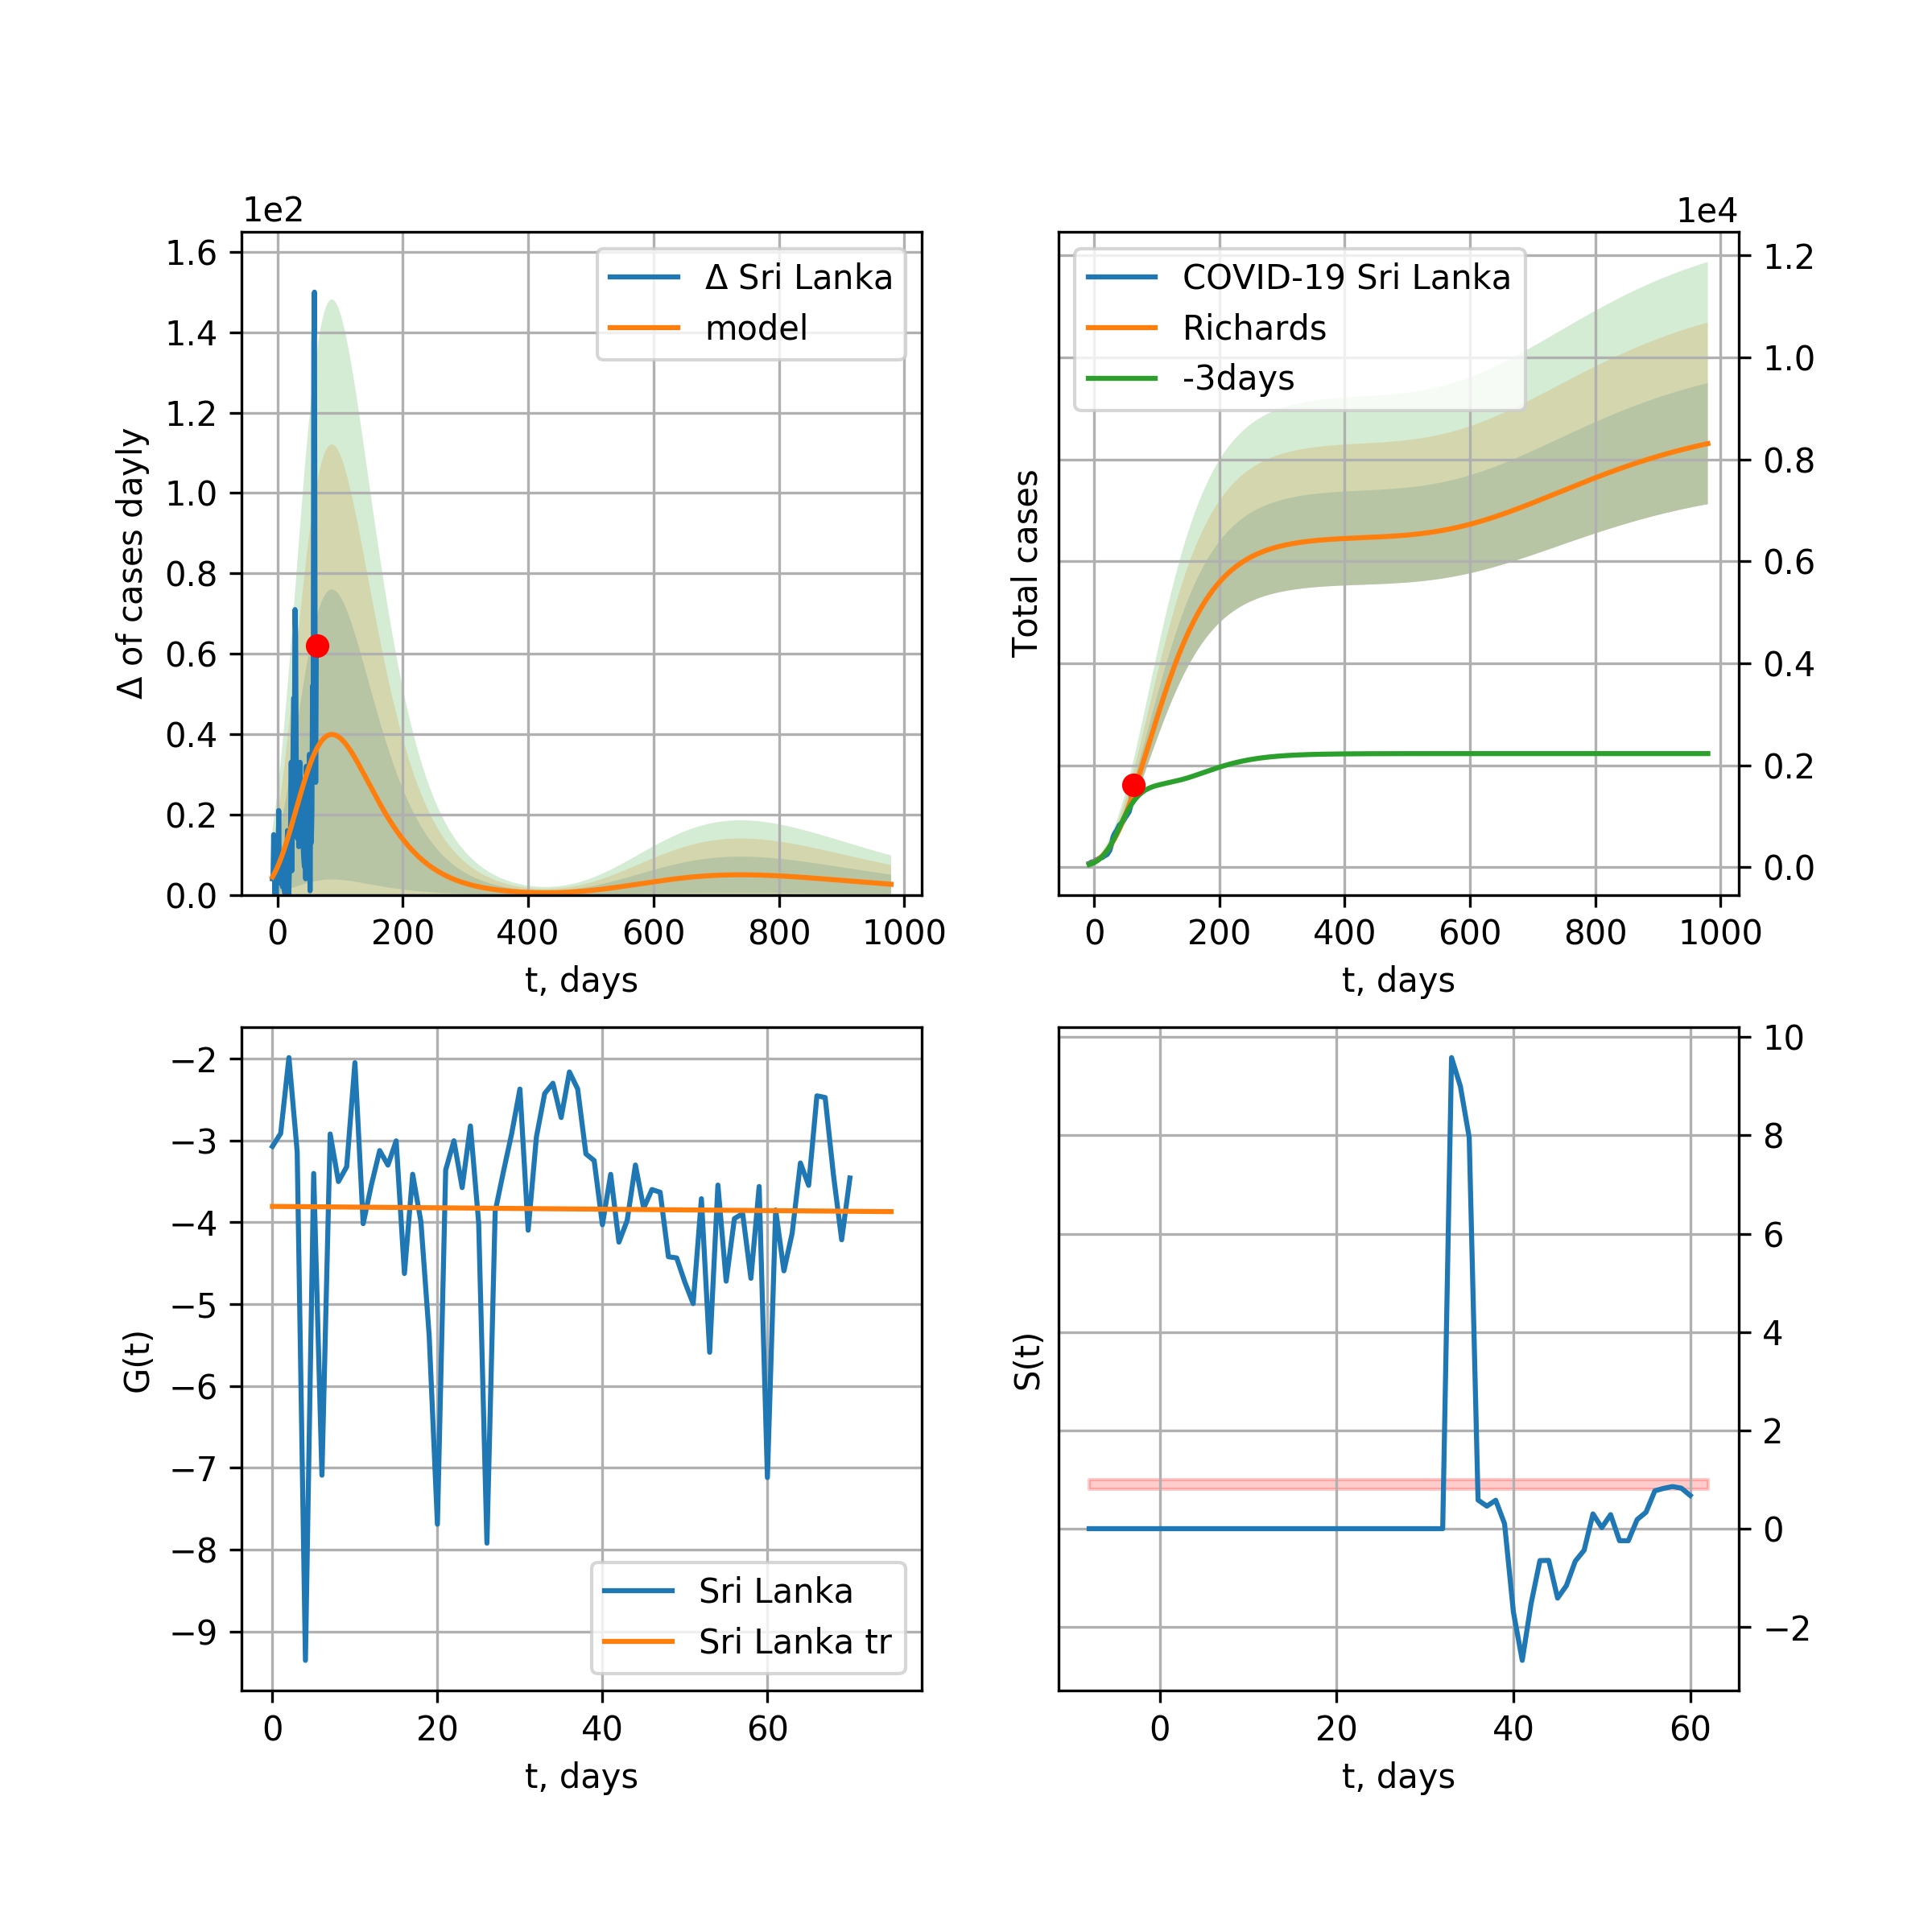 1e2
1.6
1.4
1.2
1.0
0.8
0.6
0.4
0.2
0.0
Δ of cases dayly
Δ Sri Lanka
model
0 200 400 600 800 1000
t, days
1e4
1.2
1.0
0.8
0.6
0.4
0.2
0.0
Total cases
COVID-19 Sri Lanka
Richards
-3days
0 200 400 600 800 1000
t, days
−2
−3
−4
−5
−6
−7
−8
−9
G(t)
Sri Lanka
Sri Lanka tr
0 20 40 60
t, days
10
8
6
4
2
0
−2
S(t)
0 20 40 60
t, days